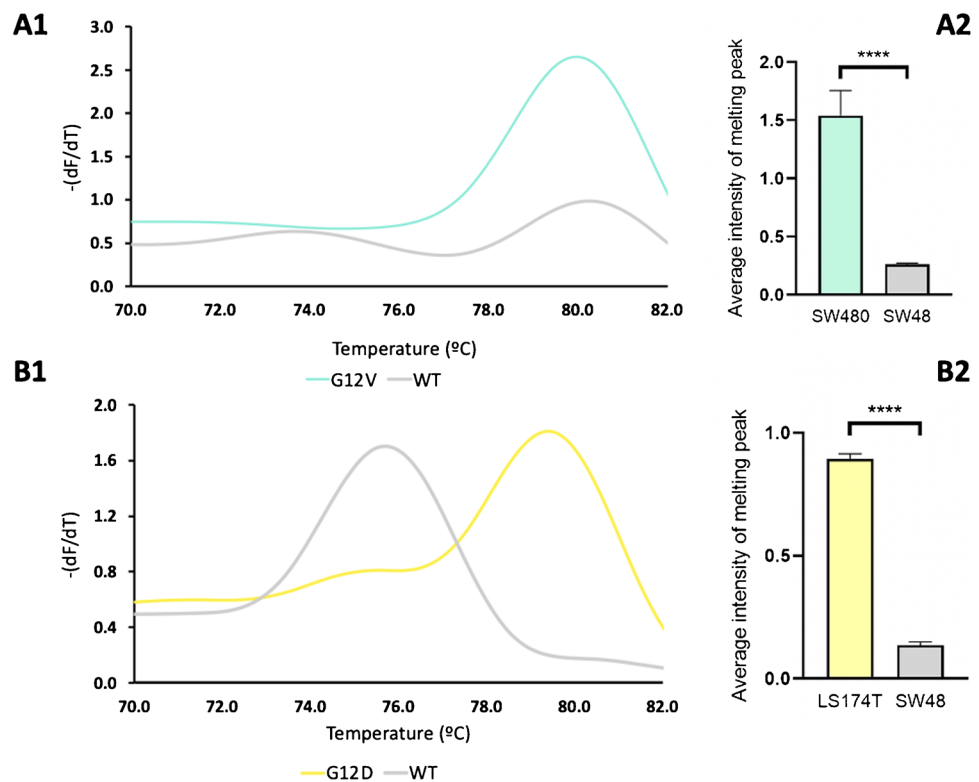 A1
A2
3.0
2.5
2.0
1.5
1.0
0.5
0.0
-(dF/dT)
70.0 72.0 74.0 76.0 78.0 80.0 82.0
Temperature (ºC)
G12V WT
Average intensity of melting peak
2.0
1.5
1.0
0.5
0.0
****
SW480 SW48
B1
B2
2.0
1.6
1.2
0.8
0.4
0.0
-(dF/dT)
70.0 72.0 74.0 76.0 78.0 80.0 82.0
Temperature (ºC)
G12D WT
Average intensity of melting peak
1.0
0.5
0.0
****
LS174T SW48